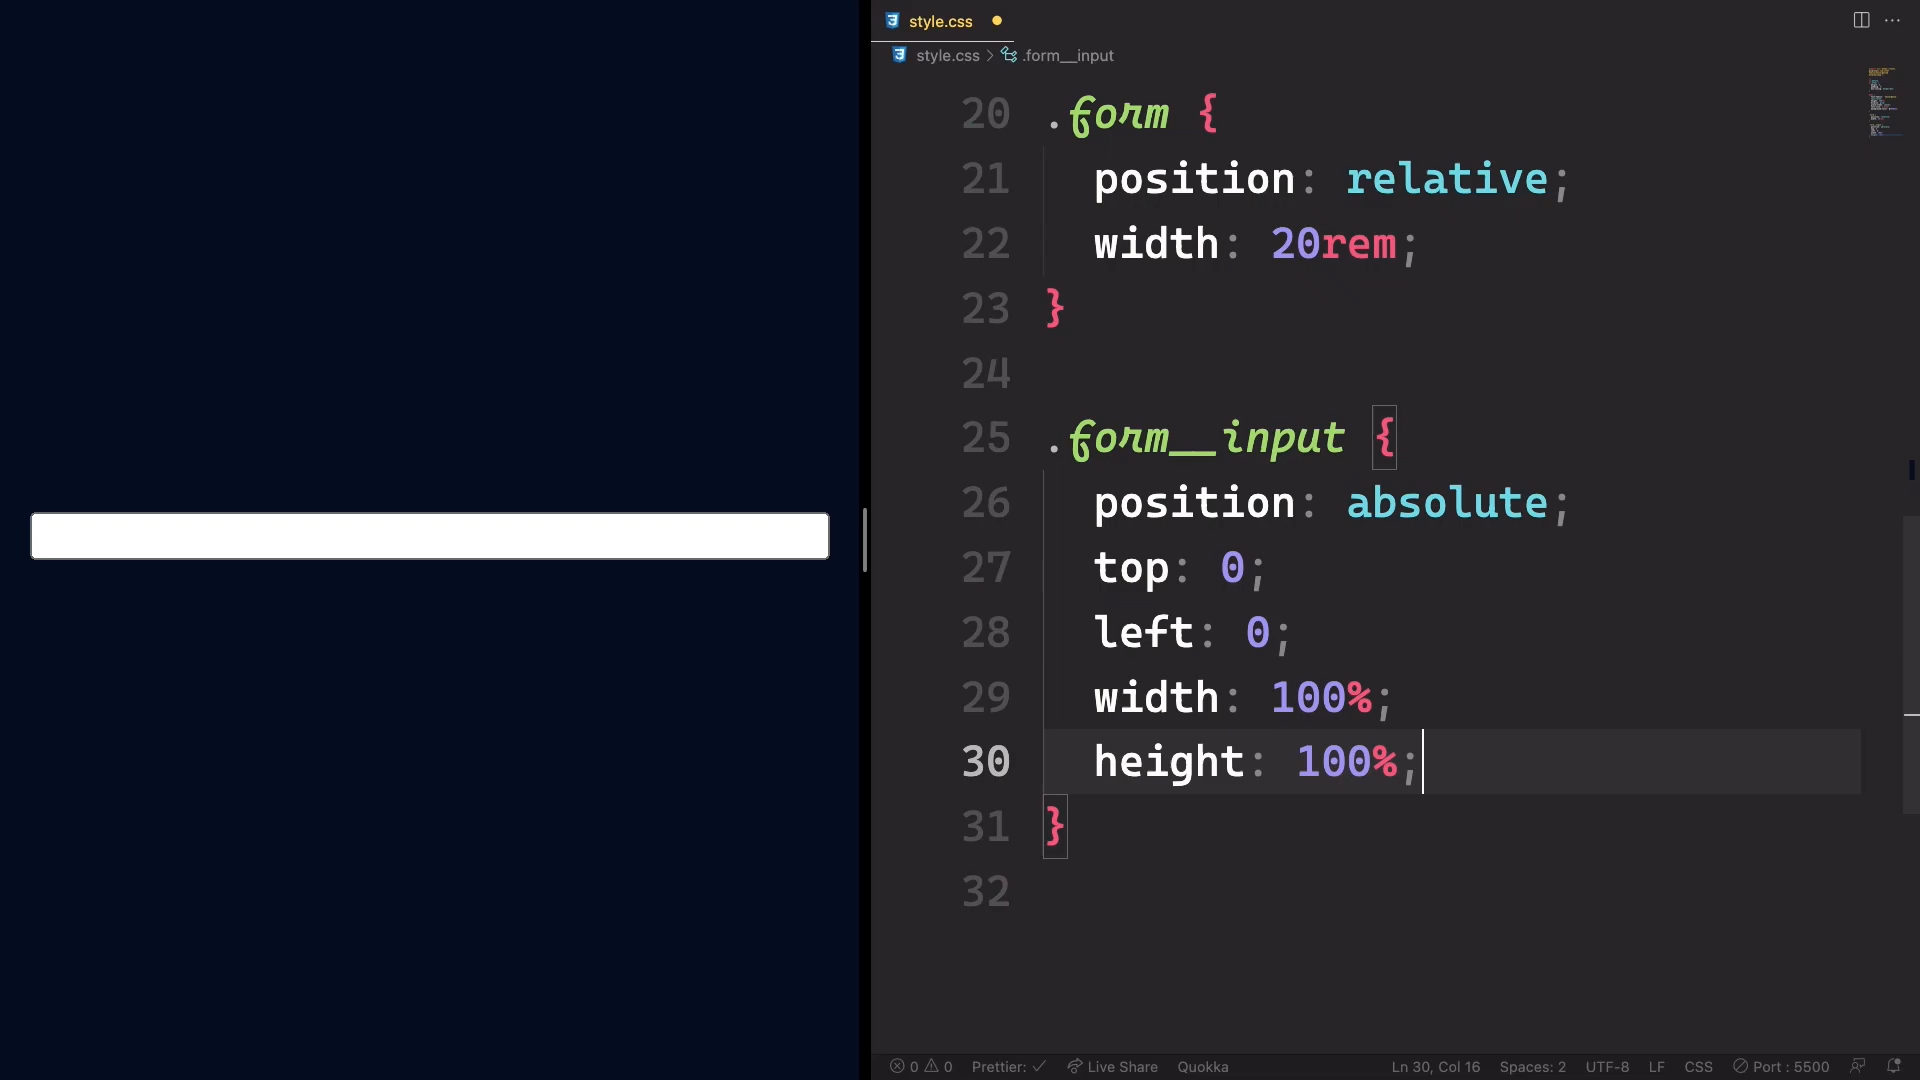 style.css
style.css > .form__input
20 .form {
21 position: relative;
22 width: 20rem;
23 }
24
25 .form__input {
26 position: absolute;
27 top: 0;
28 left: 0;
29 width: 100%;
30 height: 100%;
31 }
32
0 0 Prettier: ✓ Live Share Quokka Ln 30, Col 16 Spaces: 2 UTF-8 LF CSS Port : 5500